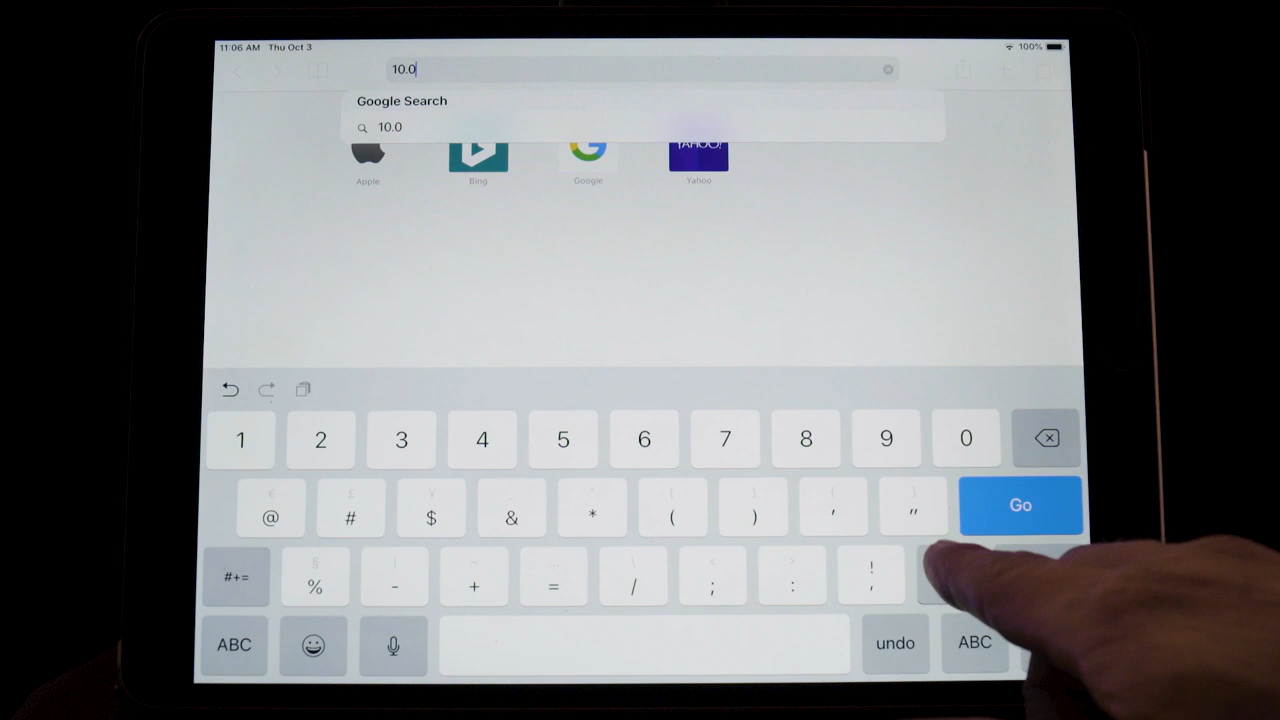 11:06 AM Thu Oct 3 100%
10.0
Google Search
10.0
YAHOO!
Apple Bing Google Yahoo
1 2 3 4 5 6 7 8 9 0
€ £ ¥ _ ^ [ ] { }
@ # $ & * ( ) ' " Go
§ | ~ … \ < > !
#+= % - + = / ; : ,
ABC undo ABC